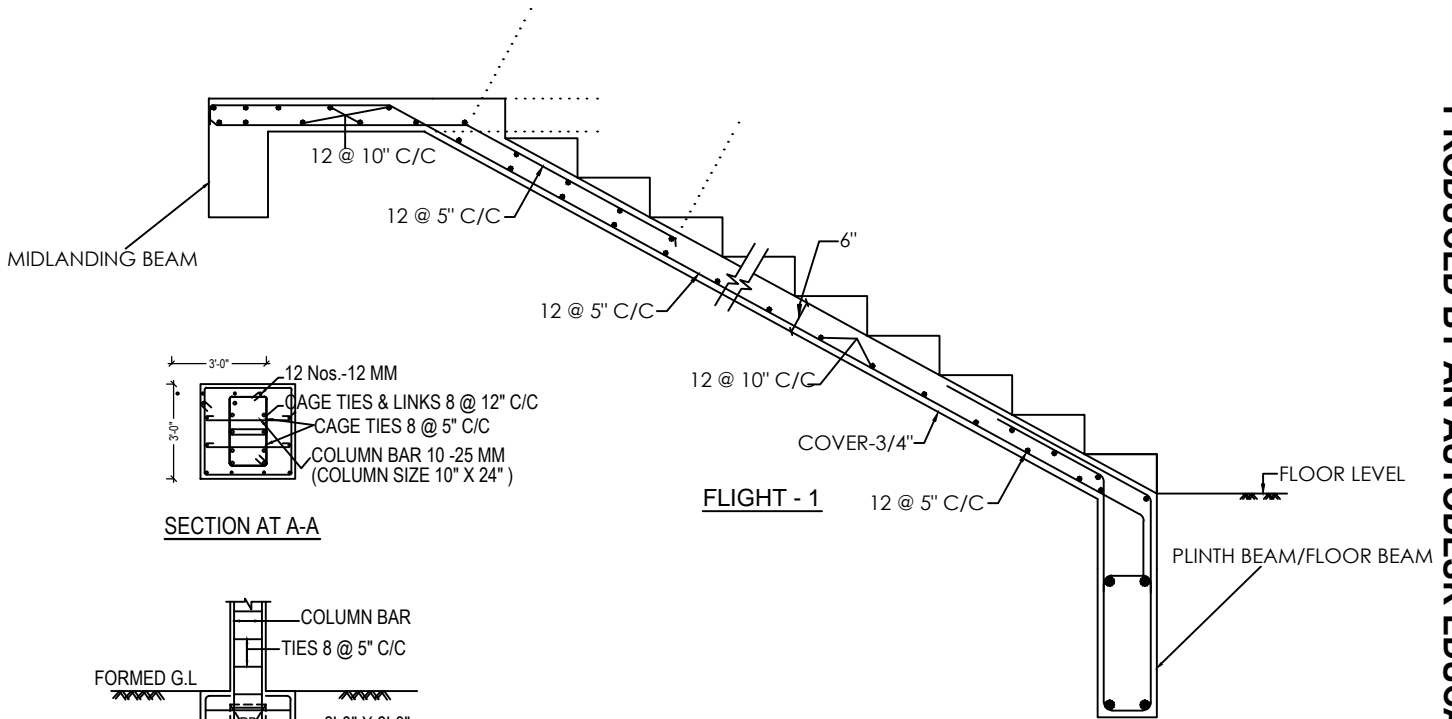 12 @ 10" C/C
12 @ 5" C/C
MIDLANDING BEAM
6"
12 @ 5" C/C
12 @ 10" C/C
COVER-3/4"
12 @ 5" C/C
FLIGHT - 1
FLOOR LEVEL
PLINTH BEAM/FLOOR BEAM
3'-0"
3'-0"
12 Nos.-12 MM
CAGE TIES & LINKS 8 @ 12" C/C
CAGE TIES 8 @ 5" C/C
COLUMN BAR 10 -25 MM
(COLUMN SIZE 10" X 24" )
SECTION AT A-A
COLUMN BAR
TIES 8 @ 5" C/C
FORMED G.L
BY AN AUTODESK